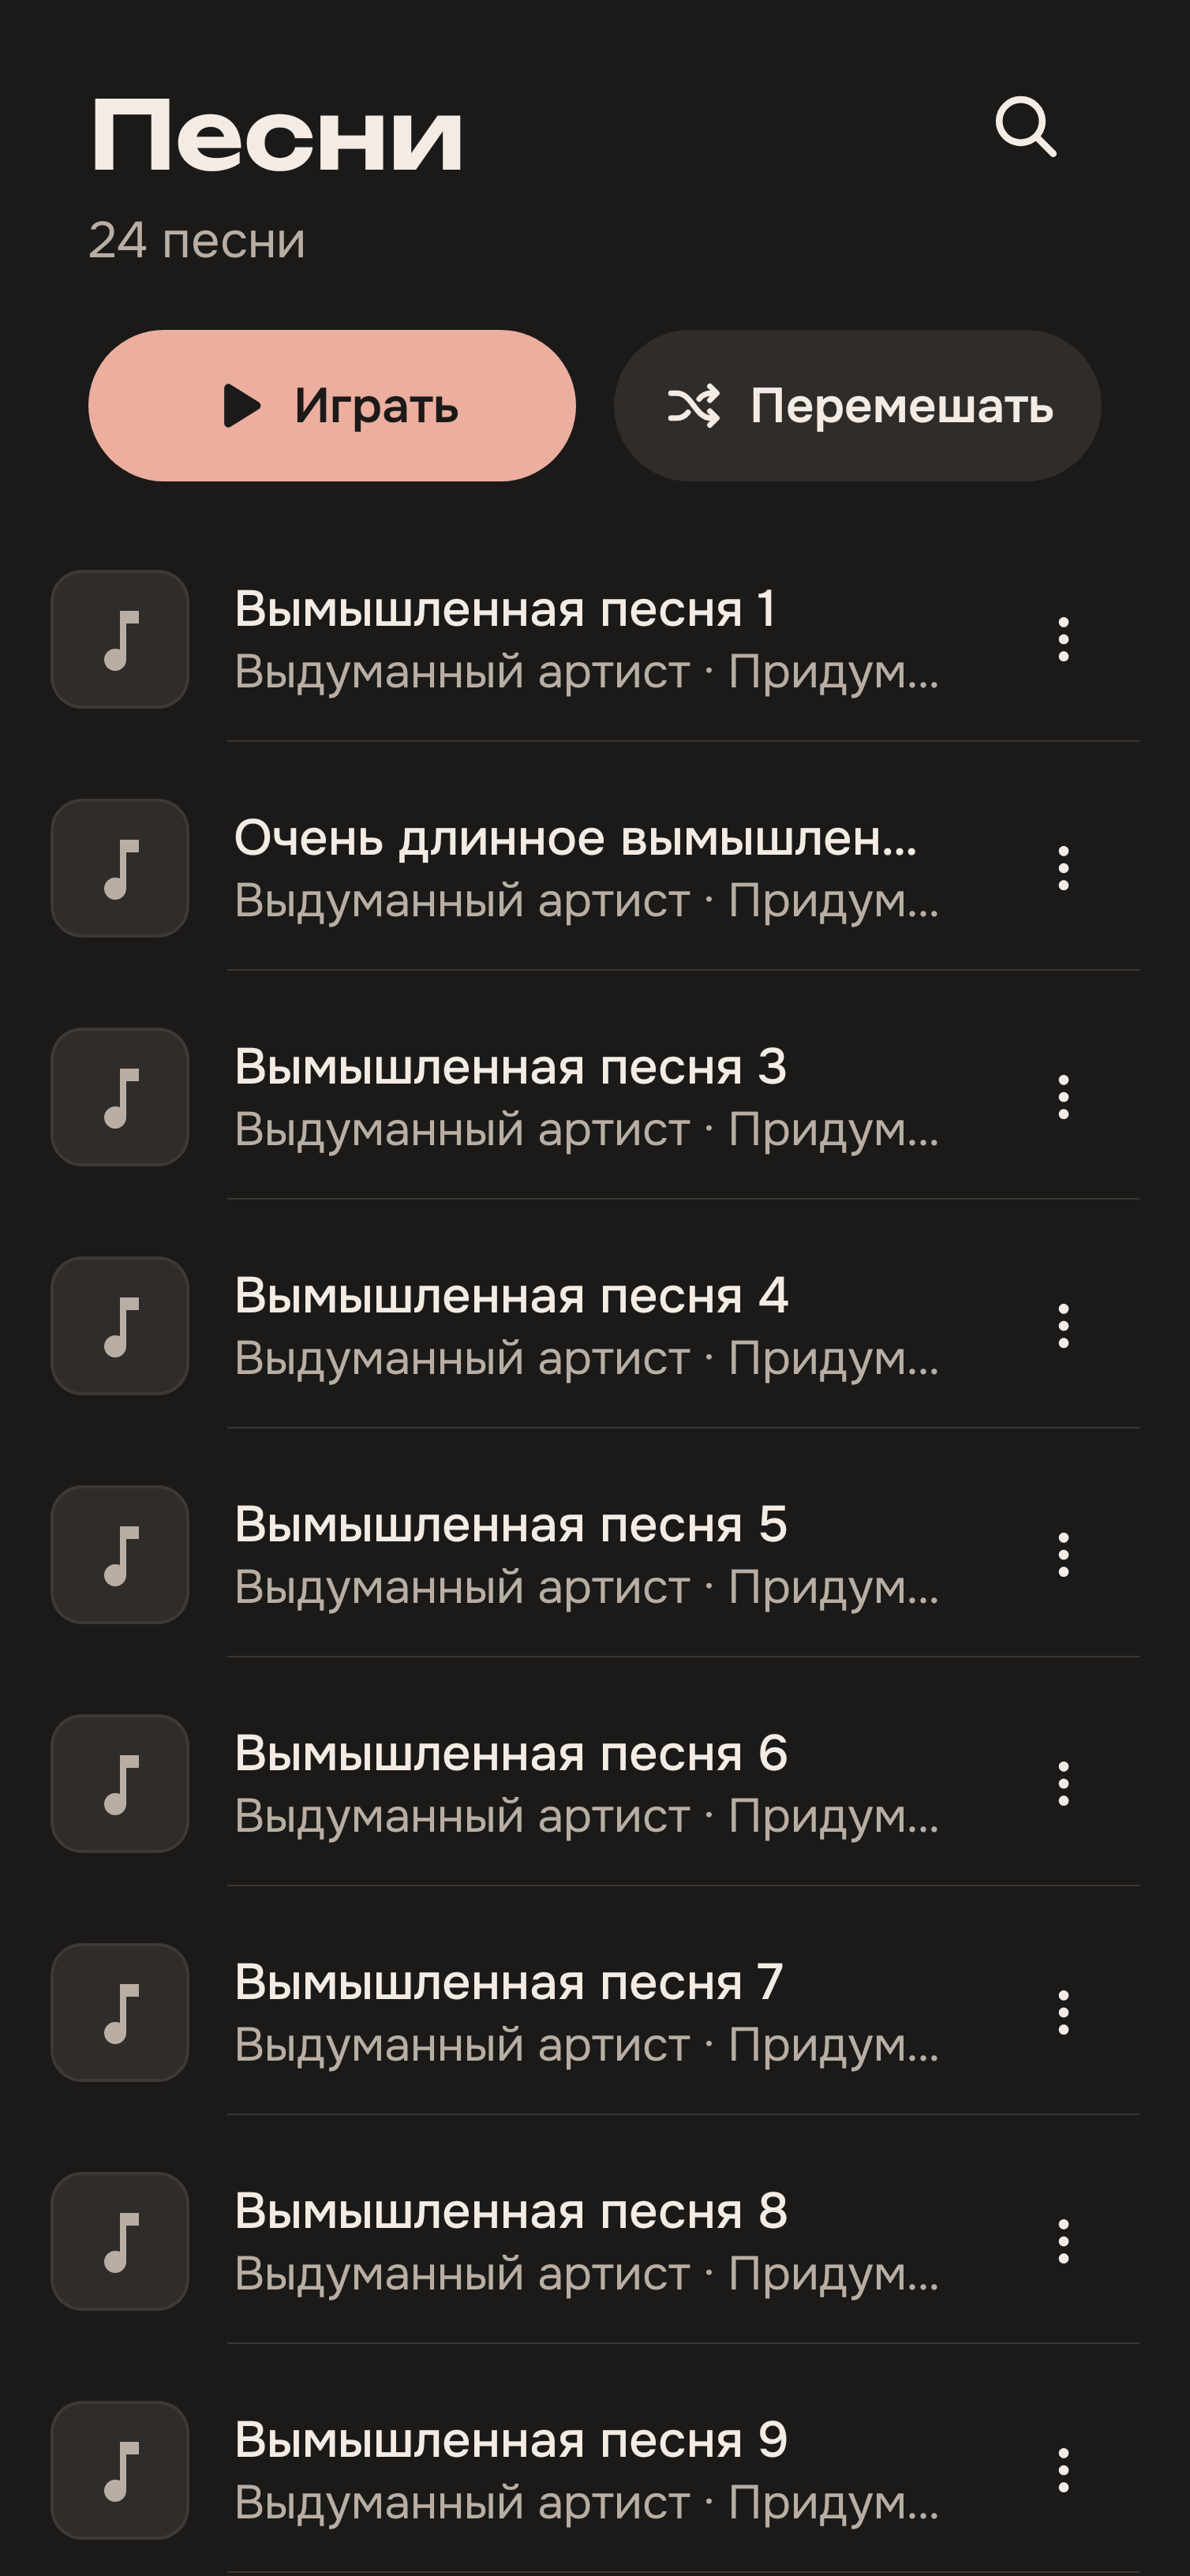 Песни
24 песни
Играть
Перемешать
Вымышленная песня 1
Выдуманный артист · Придум...
Очень длинное вымышлен...
Выдуманный артист · Придум...
Вымышленная песня 3
Выдуманный артист · Придум...
Вымышленная песня 4
Выдуманный артист · Придум...
Вымышленная песня 5
Выдуманный артист · Придум...
Вымышленная песня 6
Выдуманный артист · Придум...
Вымышленная песня 7
Выдуманный артист · Придум...
Вымышленная песня 8
Выдуманный артист · Придум...
Вымышленная песня 9
Выдуманный артист · Придум...